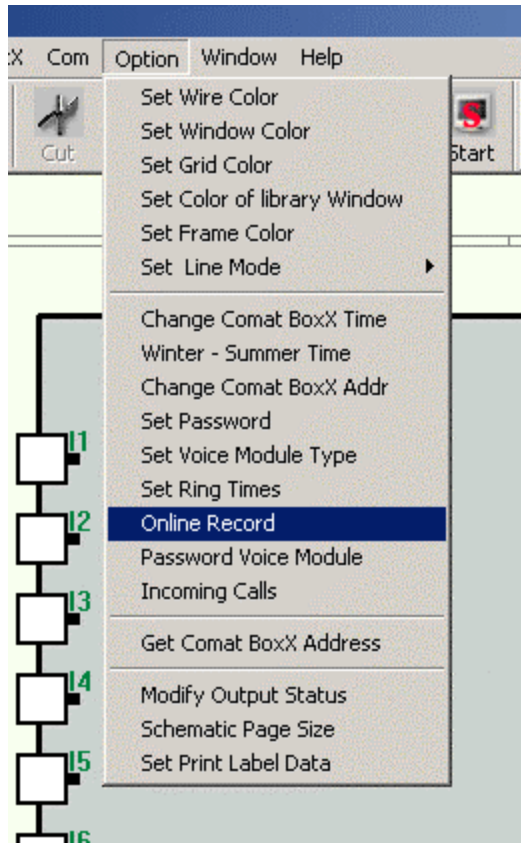 X Com Option Window Help
Cut
Start
Set Wire Color
Set Window Color
Set Grid Color
Set Color of library Window
Set Frame Color
Set Line Mode
Change Comat BoxX Time
Winter - Summer Time
Change Comat BoxX Addr
Set Password
Set Voice Module Type
Set Ring Times
Online Record
Password Voice Module
Incoming Calls
Get Comat BoxX Address
Modify Output Status
Schematic Page Size
Set Print Label Data
I1
I2
I3
I4
I5
I6